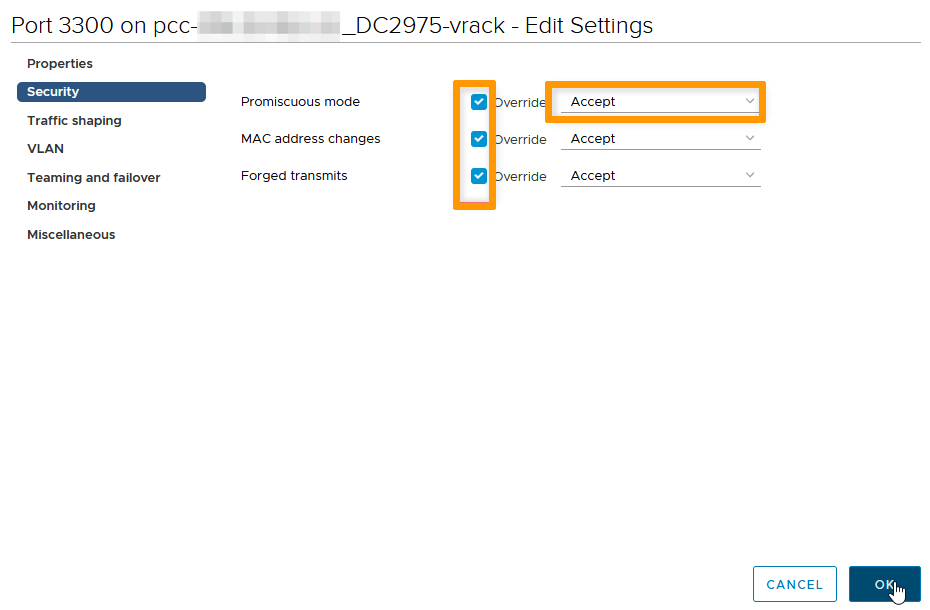 Port 3300 on pcc-_DC2975-vrack - Edit Settings
Properties
Security
Traffic shaping
VLAN
Teaming and failover
Monitoring
Miscellaneous
Promiscuous mode Override Accept
MAC address changes Override Accept
Forged transmits Override Accept
CANCEL OK